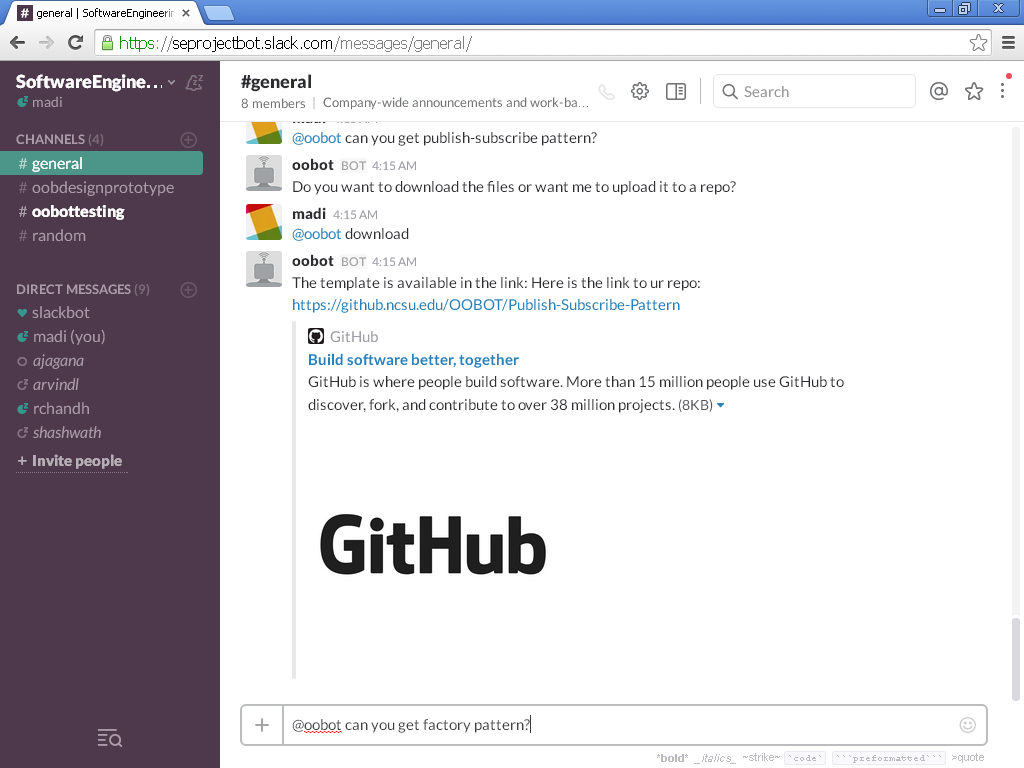 general | SoftwareEngineerin
https://seprojectbot.slack.com/messages/general/
SoftwareEngine...
madi
CHANNELS (4)
# general
# oobdesignprototype
# oobottesting
# random
DIRECT MESSAGES (9)
slackbot
madi (you)
ajagana
arvindl
rchandh
shashwath
+ Invite people
#general
8 members | Company-wide announcements and work-ba...
Search
@oobot can you get publish-subscribe pattern?
oobot BOT 4:15 AM
Do you want to download the files or want me to upload it to a repo?
madi 4:15 AM
@oobot download
oobot BOT 4:15 AM
The template is available in the link: Here is the link to ur repo:
https://github.ncsu.edu/OOBOT/Publish-Subscribe-Pattern
GitHub
Build software better, together
GitHub is where people build software. More than 15 million people use GitHub to
discover, fork, and contribute to over 38 million projects. (8KB)
GitHub
@oobot can you get factory pattern?
*bold* _italics_ ~strike~ `code` ```preformatted``` >quote